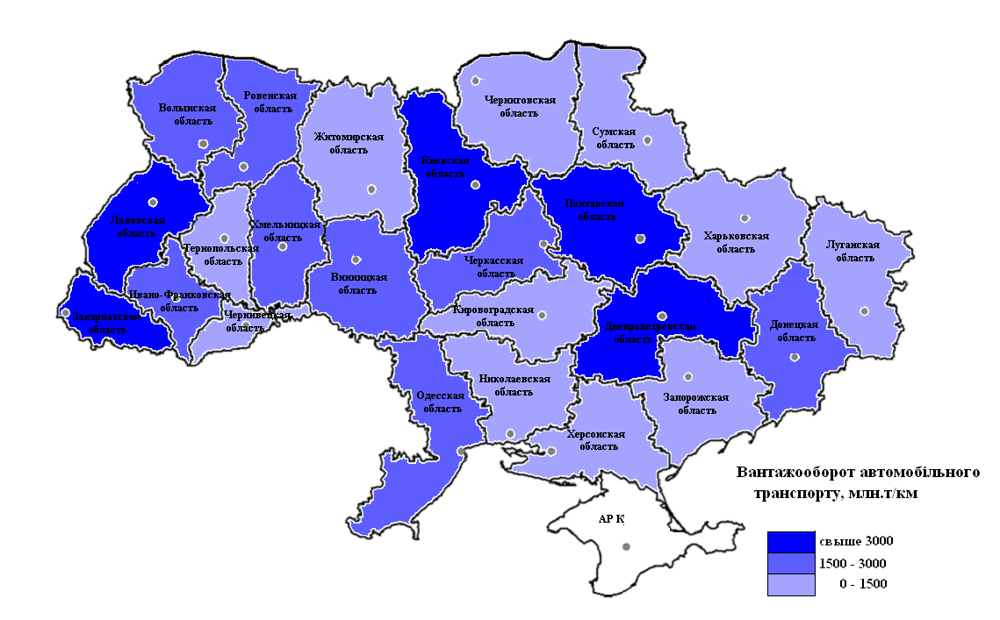 Волынская
область
Ровенская
область
Житомирская
область
Киевская
область
Черниговская
область
Сумская
область
Львовская
область
Тернопольская
область
Хмельницкая
область
Винницкая
область
Черкасская
область
Полтавская
область
Харьковская
область
Луганская
область
Закарпатская
область
Ивано-Франковская
область
Чернивецкая
область
Кировоградская
область
Днепропетровская
область
Донецкая
область
Одесская
область
Николаевская
область
Херсонская
область
Запорожская
область
АР К
Вантажооборот автомобільного
транспорту, млн.т/км
свыше 3000
1500 - 3000
0 - 1500